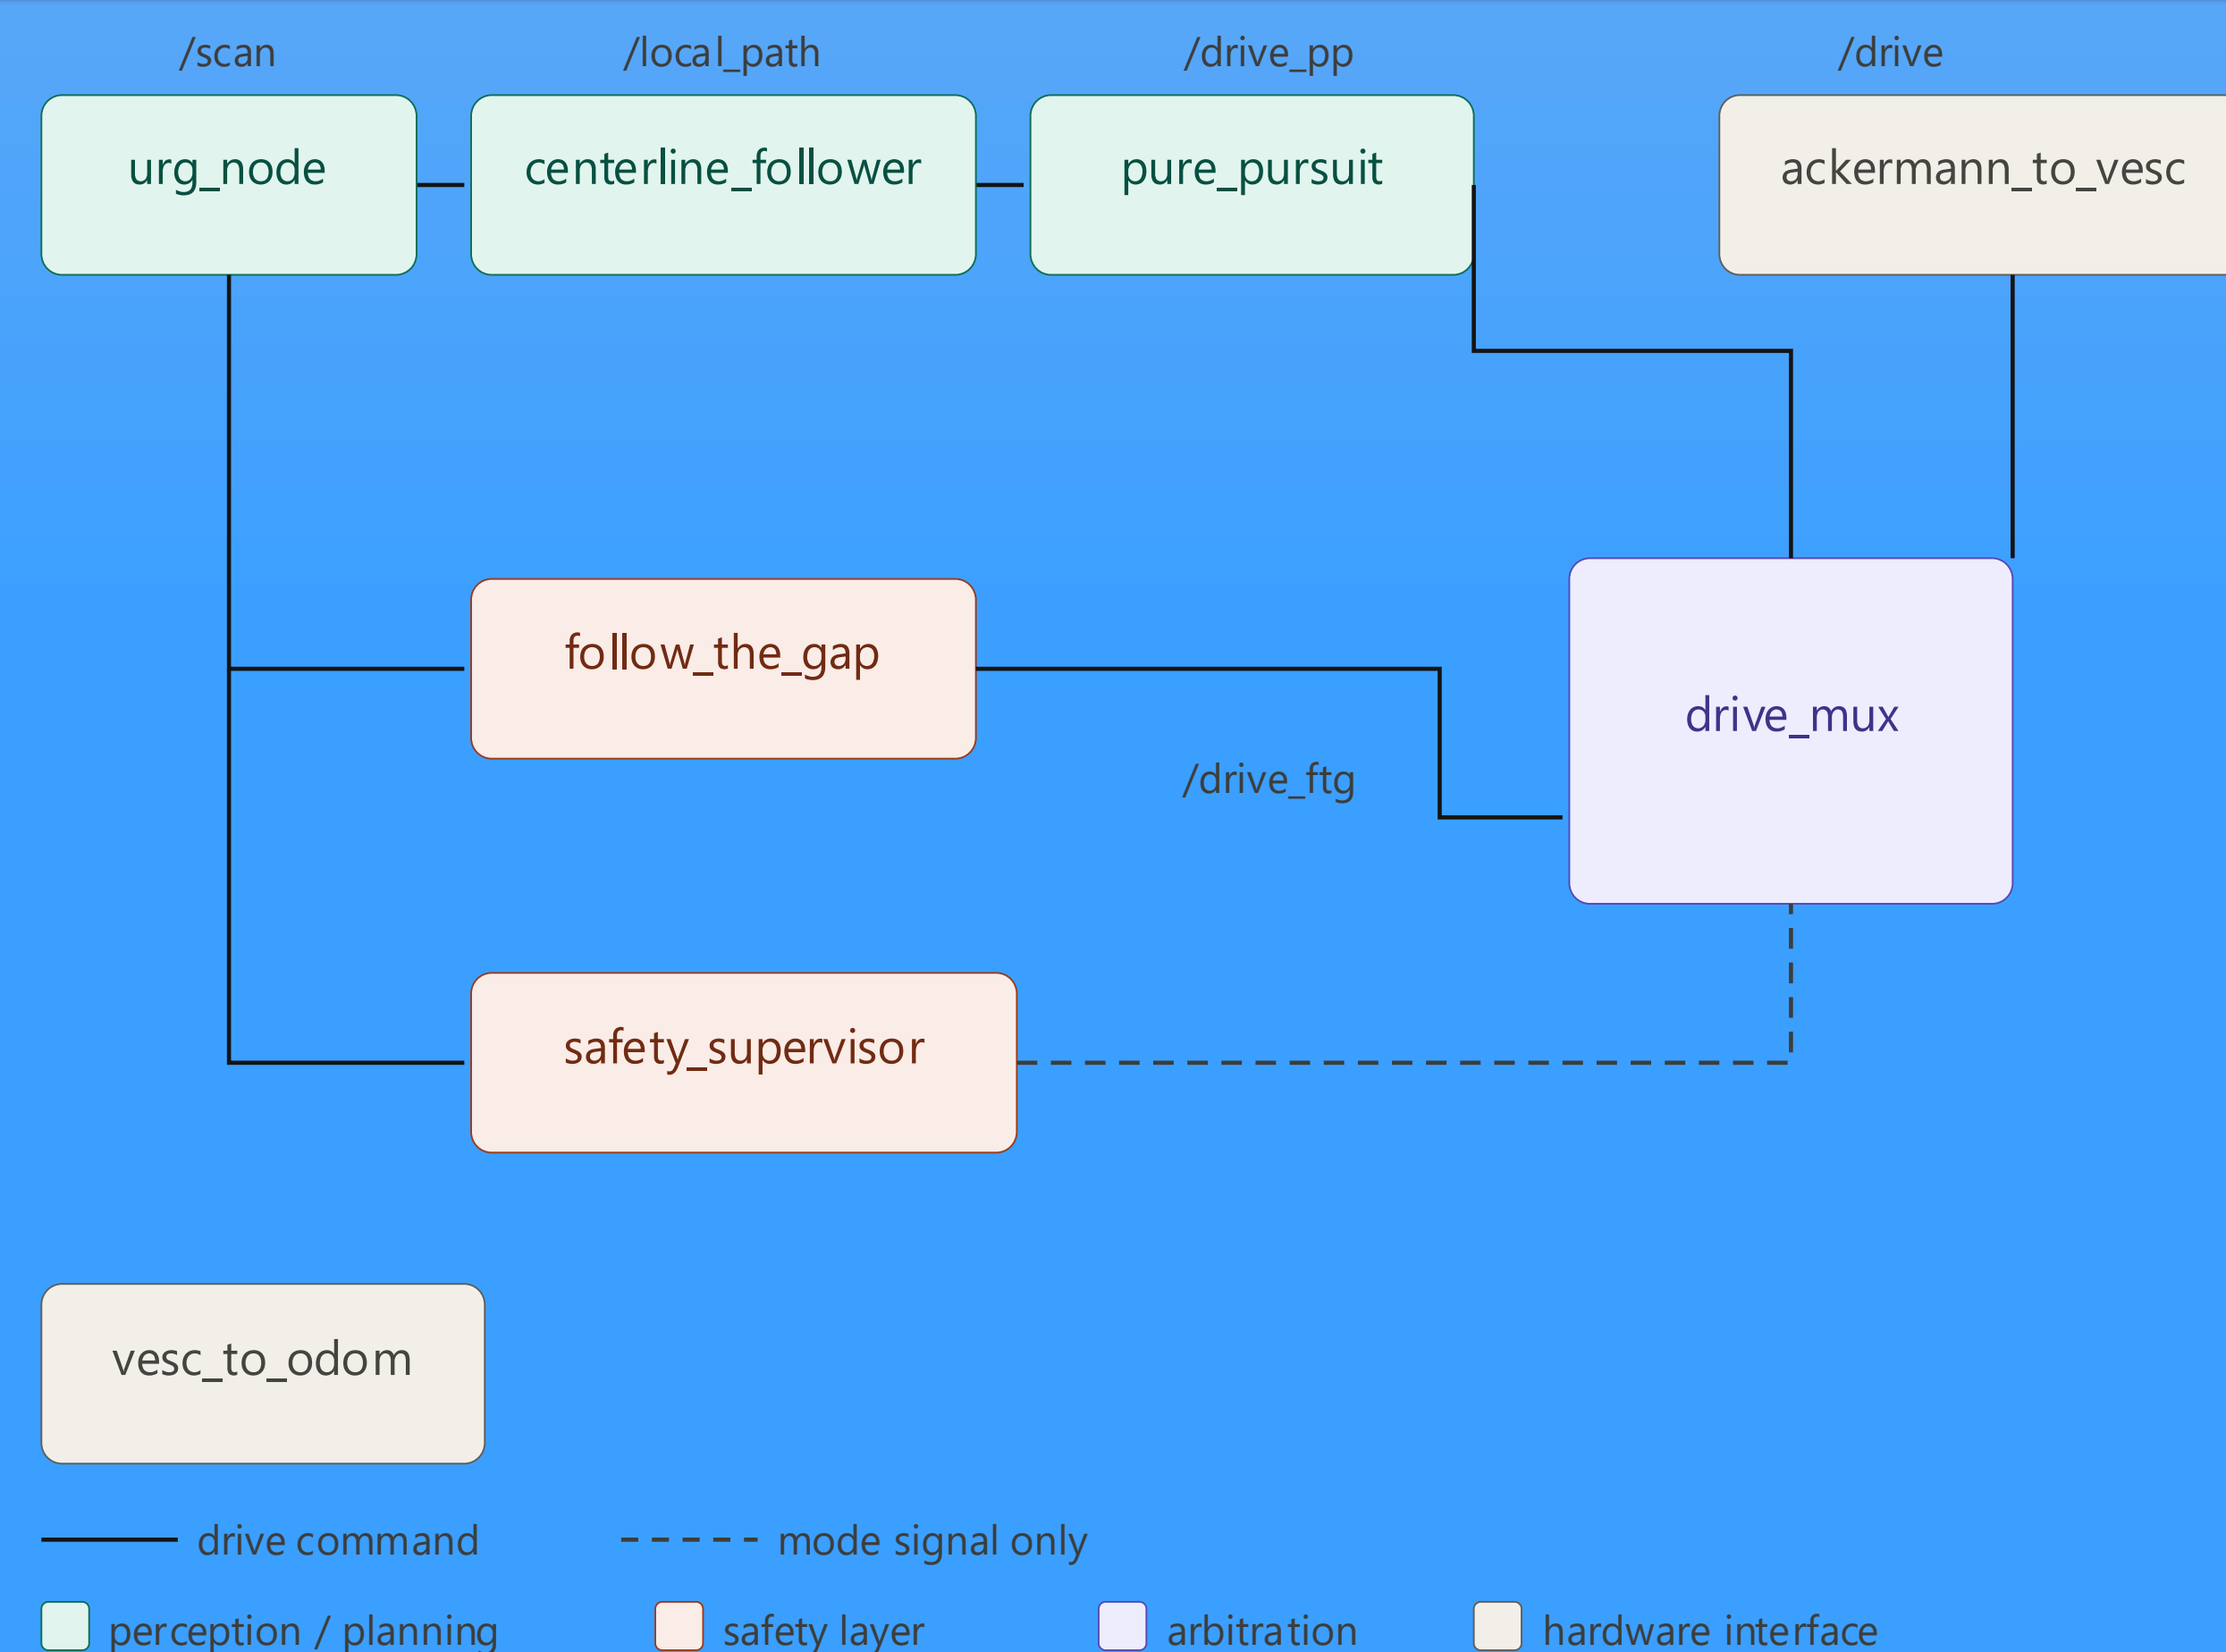 /scan
/local_path
/drive_pp
/drive
urg_node
centerline_follower
pure_pursuit
ackermann_to_vesc
follow_the_gap
drive_mux
/drive_ftg
safety_supervisor
vesc_to_odom
drive command
mode signal only
perception / planning
safety layer
arbitration
hardware interface